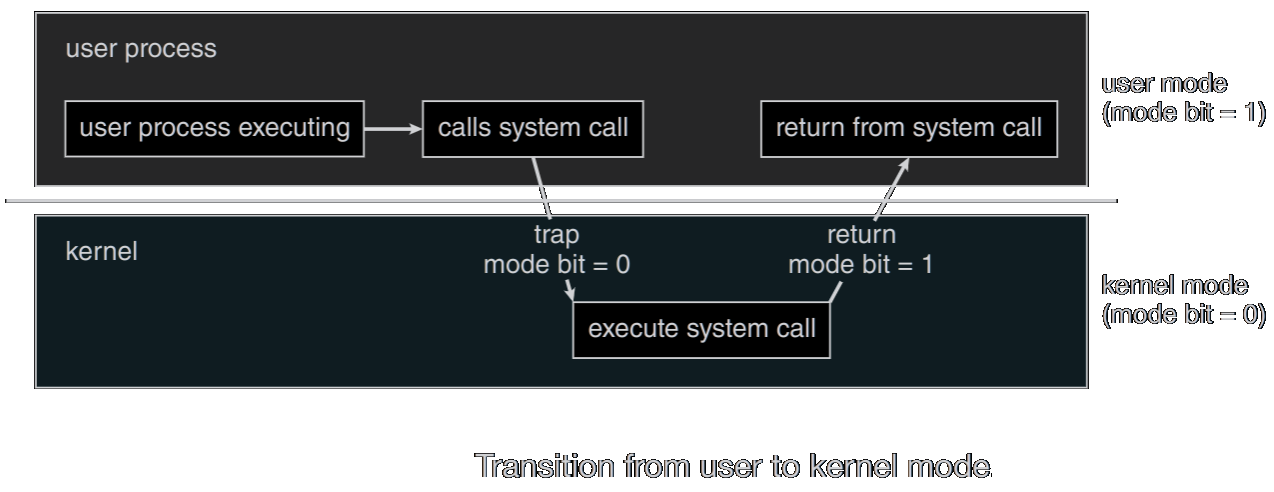 user process
user process executing
calls system call
return from system call
user mode
(mode bit = 1)
kernel
trap
mode bit = 0
return
mode bit = 1
execute system call
kernel mode
(mode bit = 0)
Transition from user to kernel mode